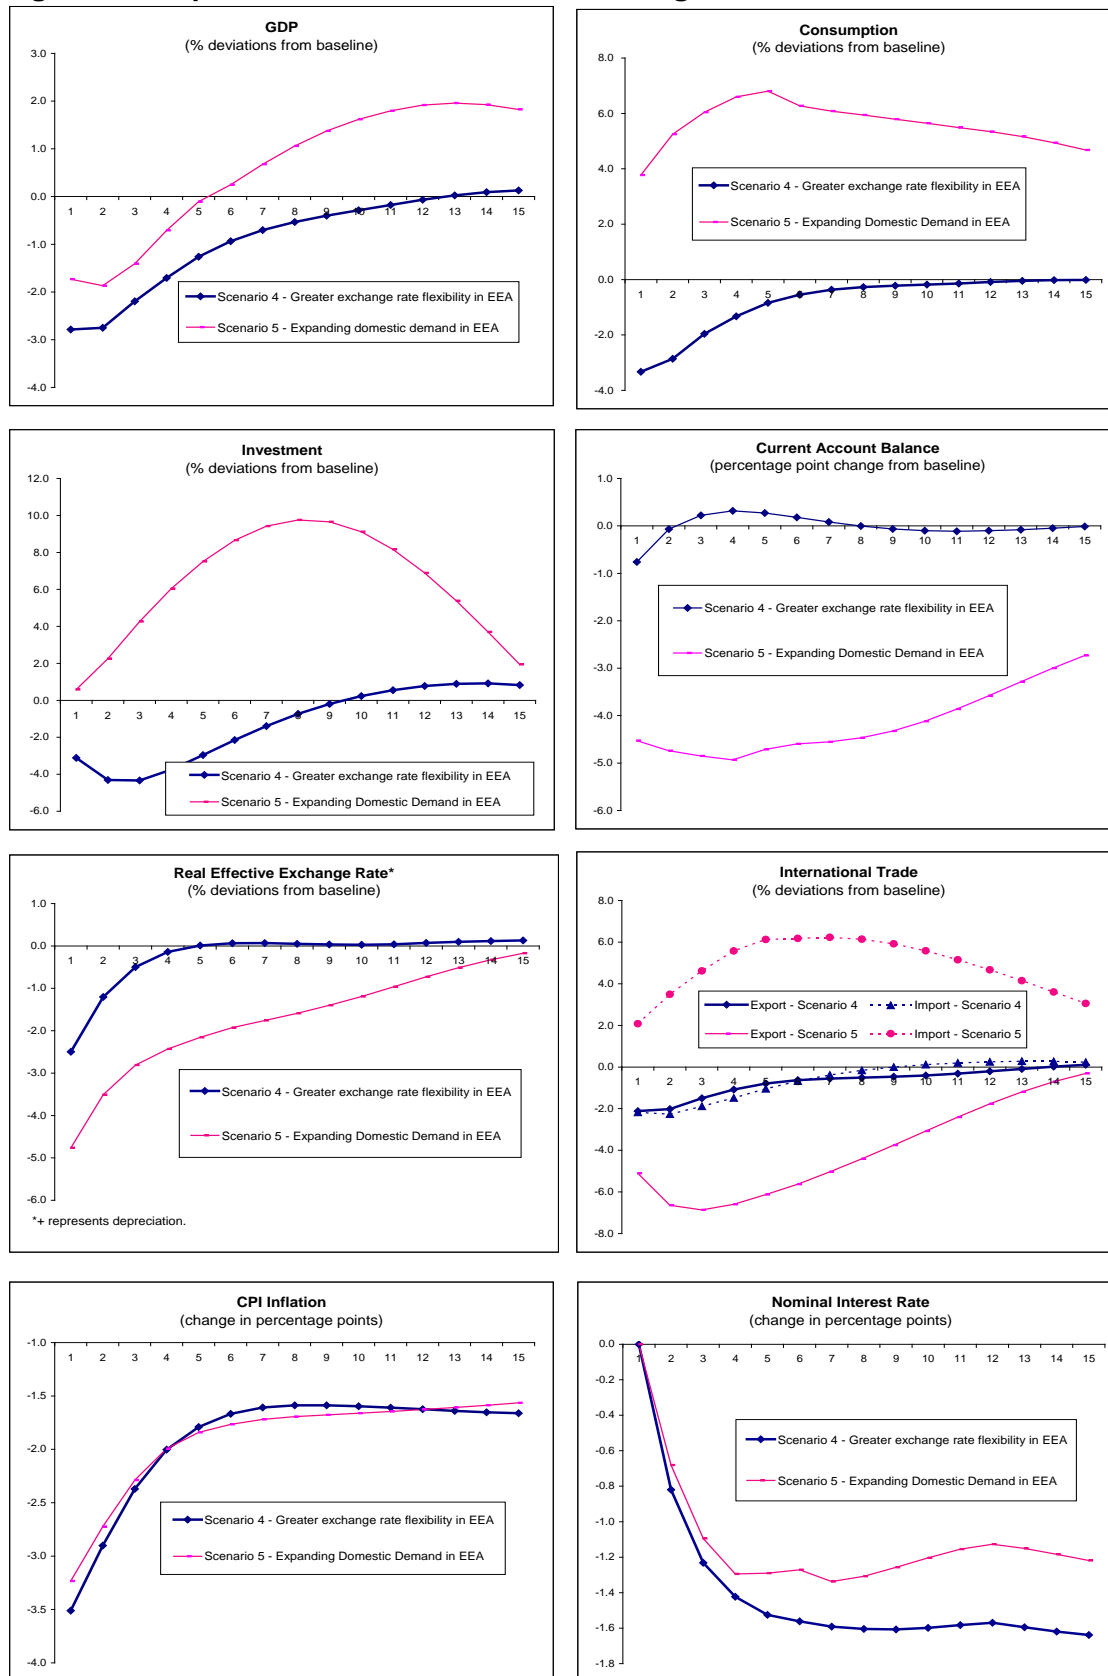 GDP
(% deviations from baseline)
3.0
2.0
1.0
0.0
-1.0
-2.0
-3.0
-4.0
1 2 3 4 5 6 7 8 9 10 11 12 13 14 15
Scenario 4 - Greater exchange rate flexibility in EEA
Scenario 5 - Expanding domestic demand in EEA
Consumption
(% deviations from baseline)
8.0
6.0
4.0
2.0
0.0
-2.0
-4.0
1 2 3 4 5 6 7 8 9 10 11 12 13 14 15
Scenario 4 - Greater exchange rate flexibility in EEA
Scenario 5 - Expanding Domestic Demand in EEA
Investment
(% deviations from baseline)
12.0
10.0
8.0
6.0
4.0
2.0
0.0
-2.0
-4.0
-6.0
1 2 3 4 5 6 7 8 9 10 11 12 13 14 15
Scenario 4 - Greater exchange rate flexibility in EEA
Scenario 5 - Expanding Domestic Demand in EEA
Current Account Balance
(percentage point change from baseline)
1.0
0.0
-1.0
-2.0
-3.0
-4.0
-5.0
-6.0
1 2 3 4 5 6 7 8 9 10 11 12 13 14 15
Scenario 4 - Greater exchange rate flexibility in EEA
Scenario 5 - Expanding Domestic Demand in EEA
Real Effective Exchange Rate*
(% deviations from baseline)
1.0
0.0
-1.0
-2.0
-3.0
-4.0
-5.0
-6.0
1 2 3 4 5 6 7 8 9 10 11 12 13 14 15
Scenario 4 - Greater exchange rate flexibility in EEA
Scenario 5 - Expanding Domestic Demand in EEA
*+ represents depreciation.
International Trade
(% deviations from baseline)
8.0
6.0
4.0
2.0
0.0
-2.0
-4.0
-6.0
-8.0
1 2 3 4 5 6 7 8 9 10 11 12 13 14 15
Export - Scenario 4 Import - Scenario 4
Export - Scenario 5 Import - Scenario 5
CPI Inflation
(change in percentage points)
-1.0
-1.5
-2.0
-2.5
-3.0
-3.5
-4.0
1 2 3 4 5 6 7 8 9 10 11 12 13 14 15
Scenario 4 - Greater exchange rate flexibility in EEA
Scenario 5 - Expanding Domestic Demand in EEA
Nominal Interest Rate
(change in percentage points)
0.0
-0.2
-0.4
-0.6
-0.8
-1.0
-1.2
-1.4
-1.6
-1.8
1 2 3 4 5 6 7 8 9 10 11 12 13 14 15
Scenario 4 - Greater exchange rate flexibility in EEA
Scenario 5 - Expanding Domestic Demand in EEA